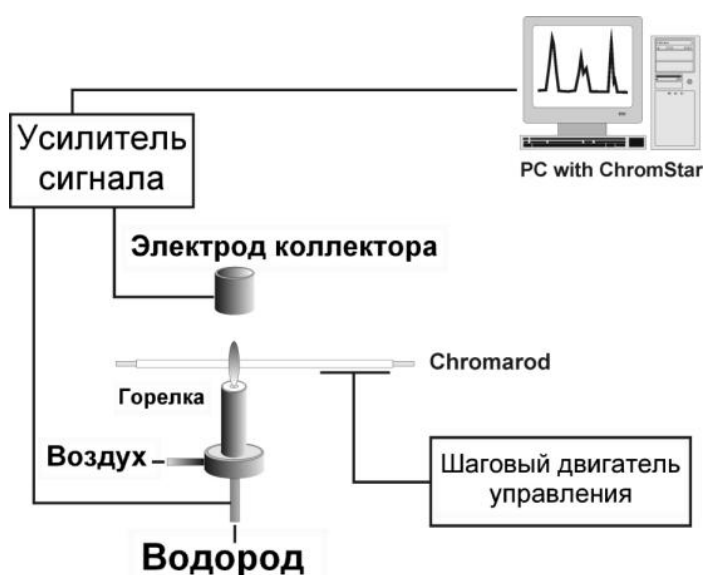 Усилитель
сигнала
PC with ChromStar
Электрод коллектора
Chromarod
Горелка
Воздух
Шаговый двигатель
управления
Водород